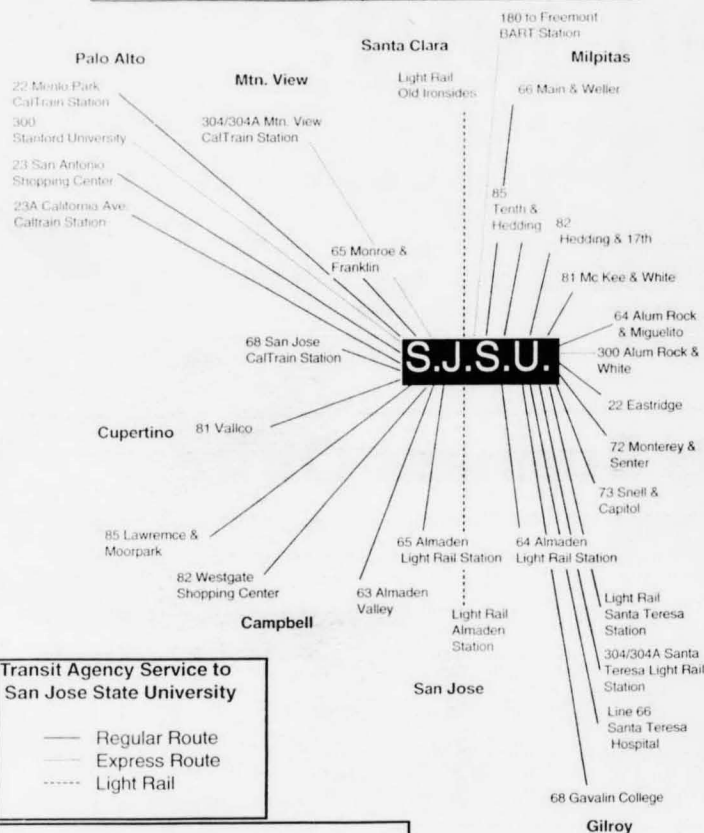 180 to Freemont
BART Station
Santa Clara
Milpitas
Palo Alto
Mtn. View
Light Rail
Old Ironsides
22 Menlo Park
CalTrain Station
66 Main & Weller
300
Stanford University
304/304A Mtn. View
CalTrain Station
23 San Antonio
Shopping Center
85
Tenth &
Hedding
23A California Ave.
Caltrain Station
82
Hedding & 17th
65 Monroe &
Franklin
81 Mc Kee & White
64 Alum Rock
& Miguelito
68 San Jose
CalTrain Station
S.J.S.U.
300 Alum Rock &
White
22 Eastridge
Cupertino
81 Vallco
72 Monterey &
Senter
73 Snell &
Capitol
85 Lawremce &
Moorpark
65 Almaden
Light Rail Station
64 Almaden
Light Rail Station
82 Westgate
Shopping Center
63 Almaden
Valley
Light Rail
Almaden
Station
Light Rail
Santa Teresa
Station
Campbell
304/304A Santa
Teresa Light Rail
Station
San Jose
Line 66
Santa Teresa
Hospital
Transit Agency Service to
San Jose State University
Regular Route
Express Route
Light Rail
68 Gavalin College
Gilroy